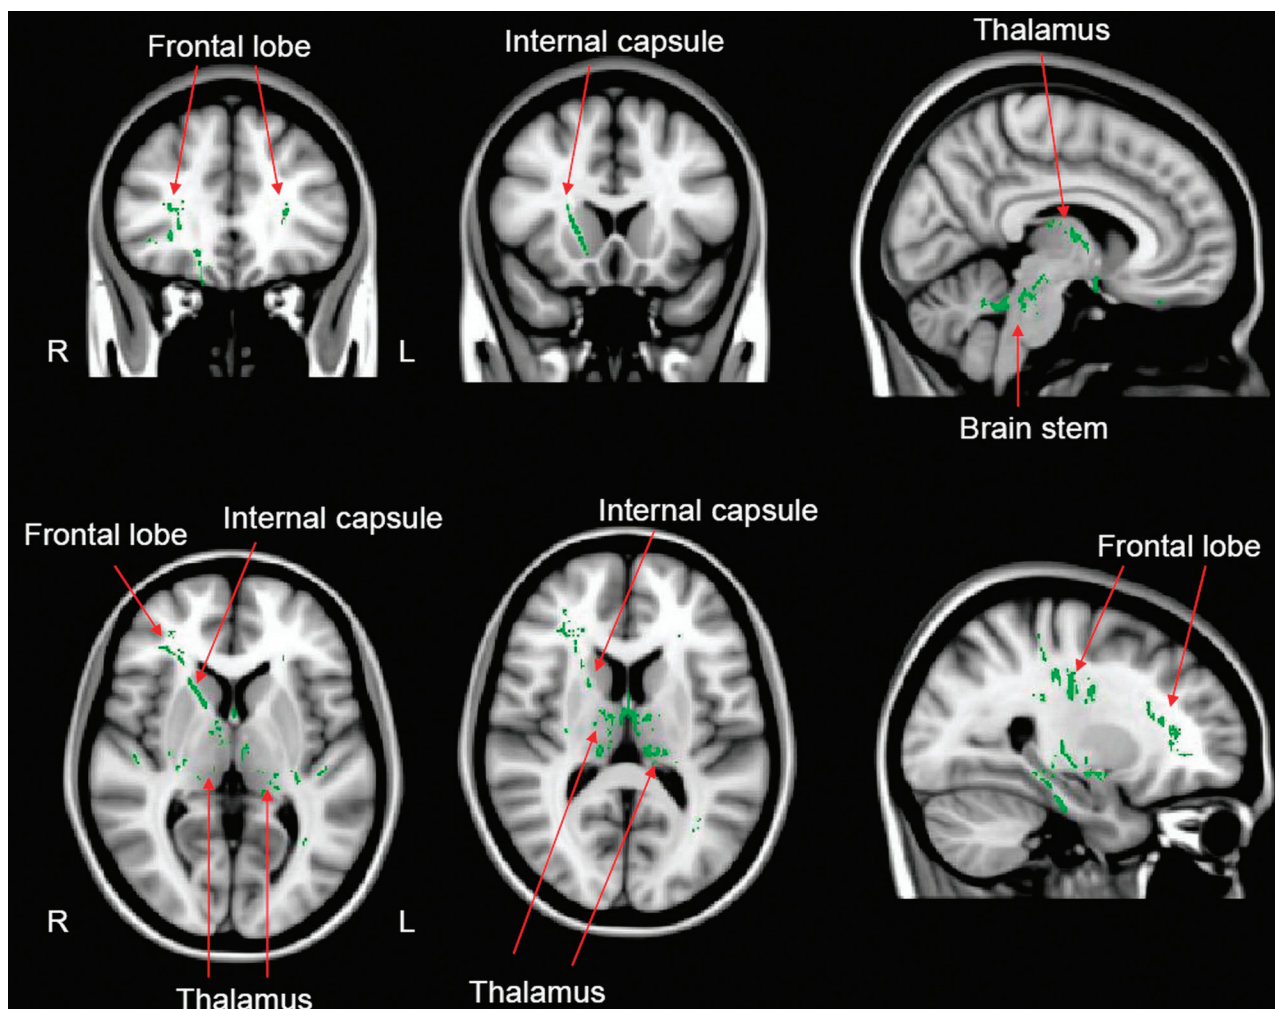 Frontal lobe
Internal capsule
Thalamus
R
L
Brain stem
Frontal lobe
Internal capsule
Internal capsule
Frontal lobe
R
L
Thalamus
Thalamus